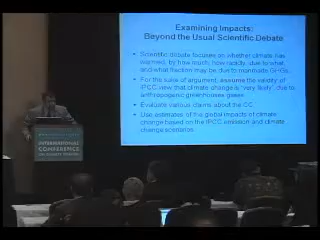 Examining Impacts:
Beyond the Usual Scientific Debate
• Scientific debate focuses on whether climate has
warmed, by how much, how rapidly, due to what,
and what fraction may be due to manmade GHGs.
• For the sake of argument, assume the validity of
IPCC view that climate change is "very likely" due to
anthropogenic greenhouse gases
• Evaluate various claims about the CC.
• Use estimates of the global impacts of climate
change based on the IPCC emission and climate
change scenarios.
INTERNATIONAL
CONFERENCE